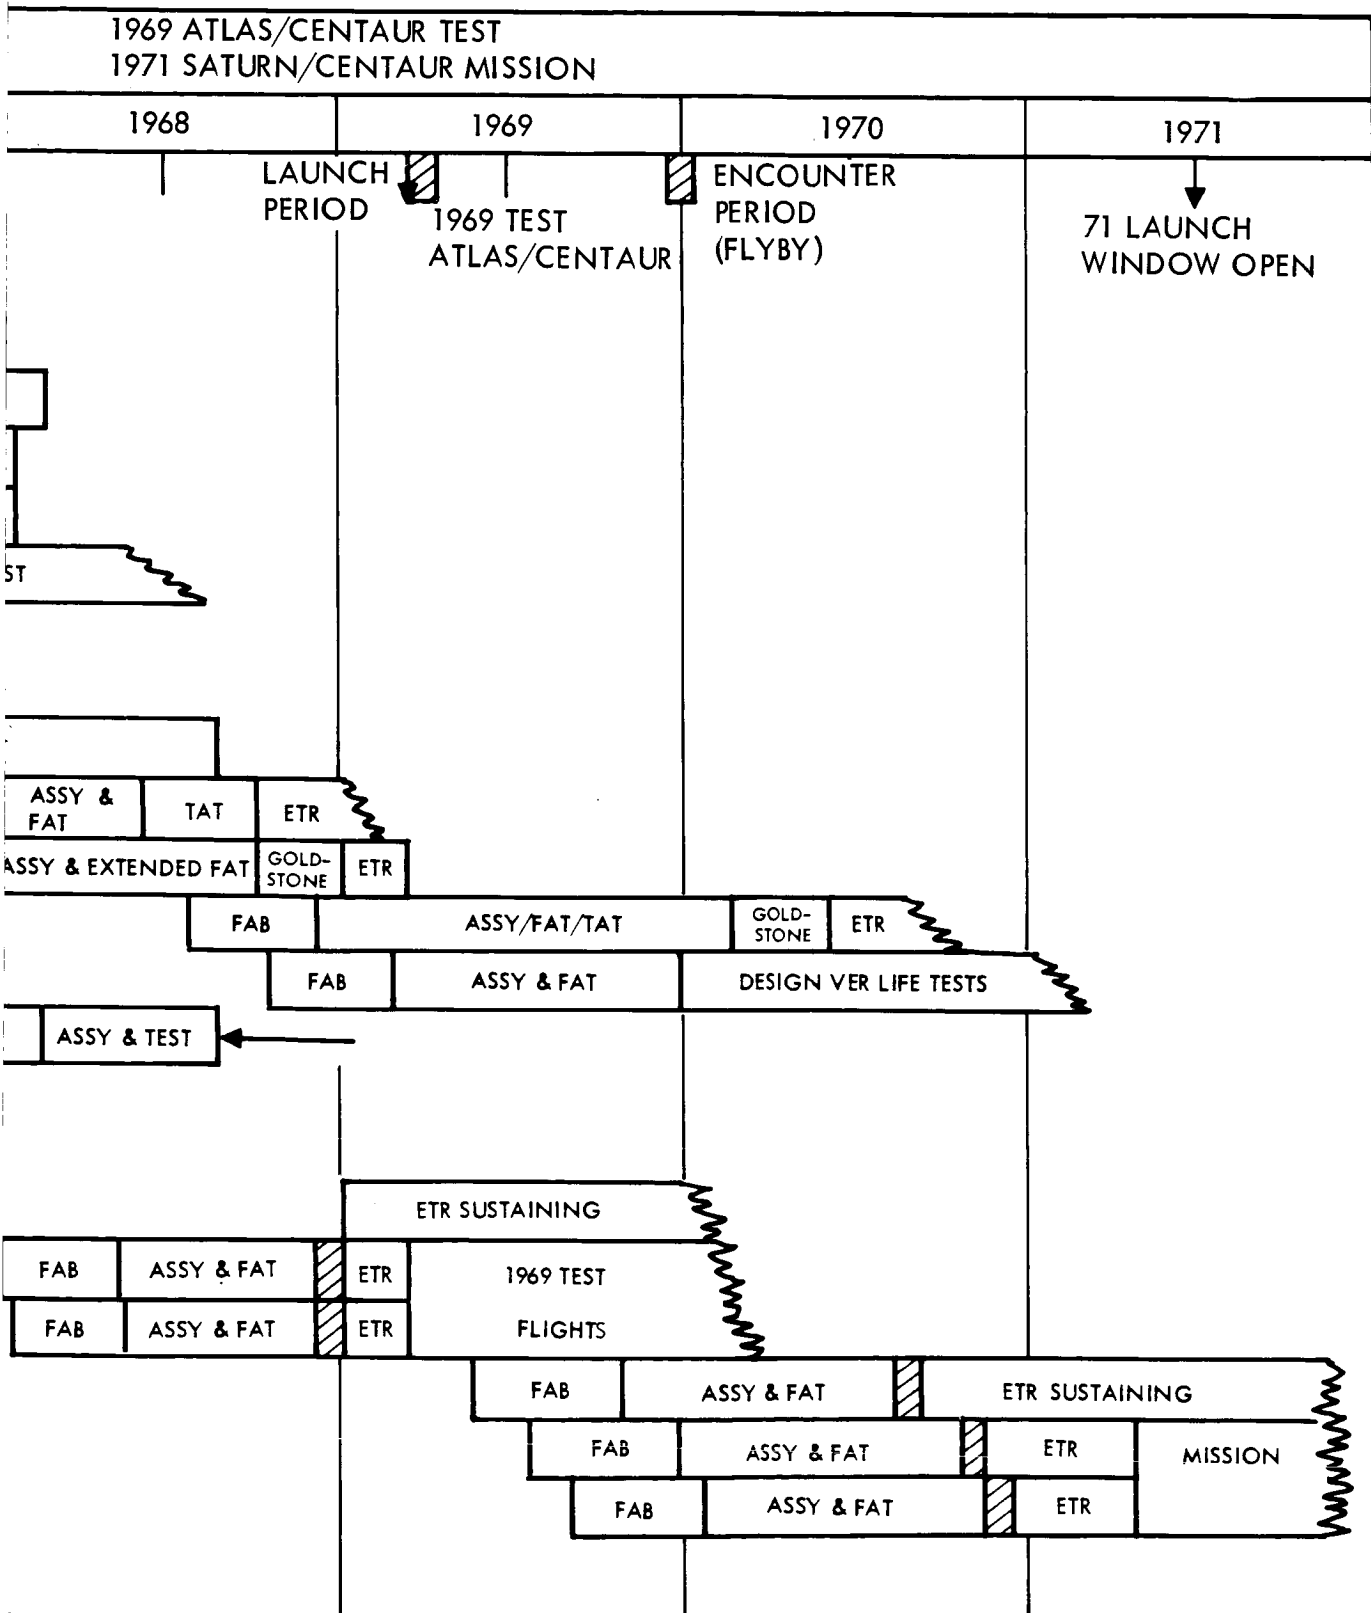 1969 ATLAS/CENTAUR TEST
1971 SATURN/CENTAUR MISSION
1968 1969 1970 1971
LAUNCH
PERIOD
1969 TEST
ATLAS/CENTAUR
ENCOUNTER
PERIOD
(FLYBY)
71 LAUNCH
WINDOW OPEN
ST
ASSY &
FAT
TAT
ETR
ASSY & EXTENDED FAT
GOLD-
STONE
ETR
FAB
ASSY/FAT/TAT
GOLD-
STONE
ETR
FAB
ASSY & FAT
DESIGN VER LIFE TESTS
ASSY & TEST
ETR SUSTAINING
FAB
ASSY & FAT
ETR
1969 TEST
FAB
ASSY & FAT
ETR
FLIGHTS
FAB
ASSY & FAT
ETR SUSTAINING
FAB
ASSY & FAT
ETR
MISSION
FAB
ASSY & FAT
ETR